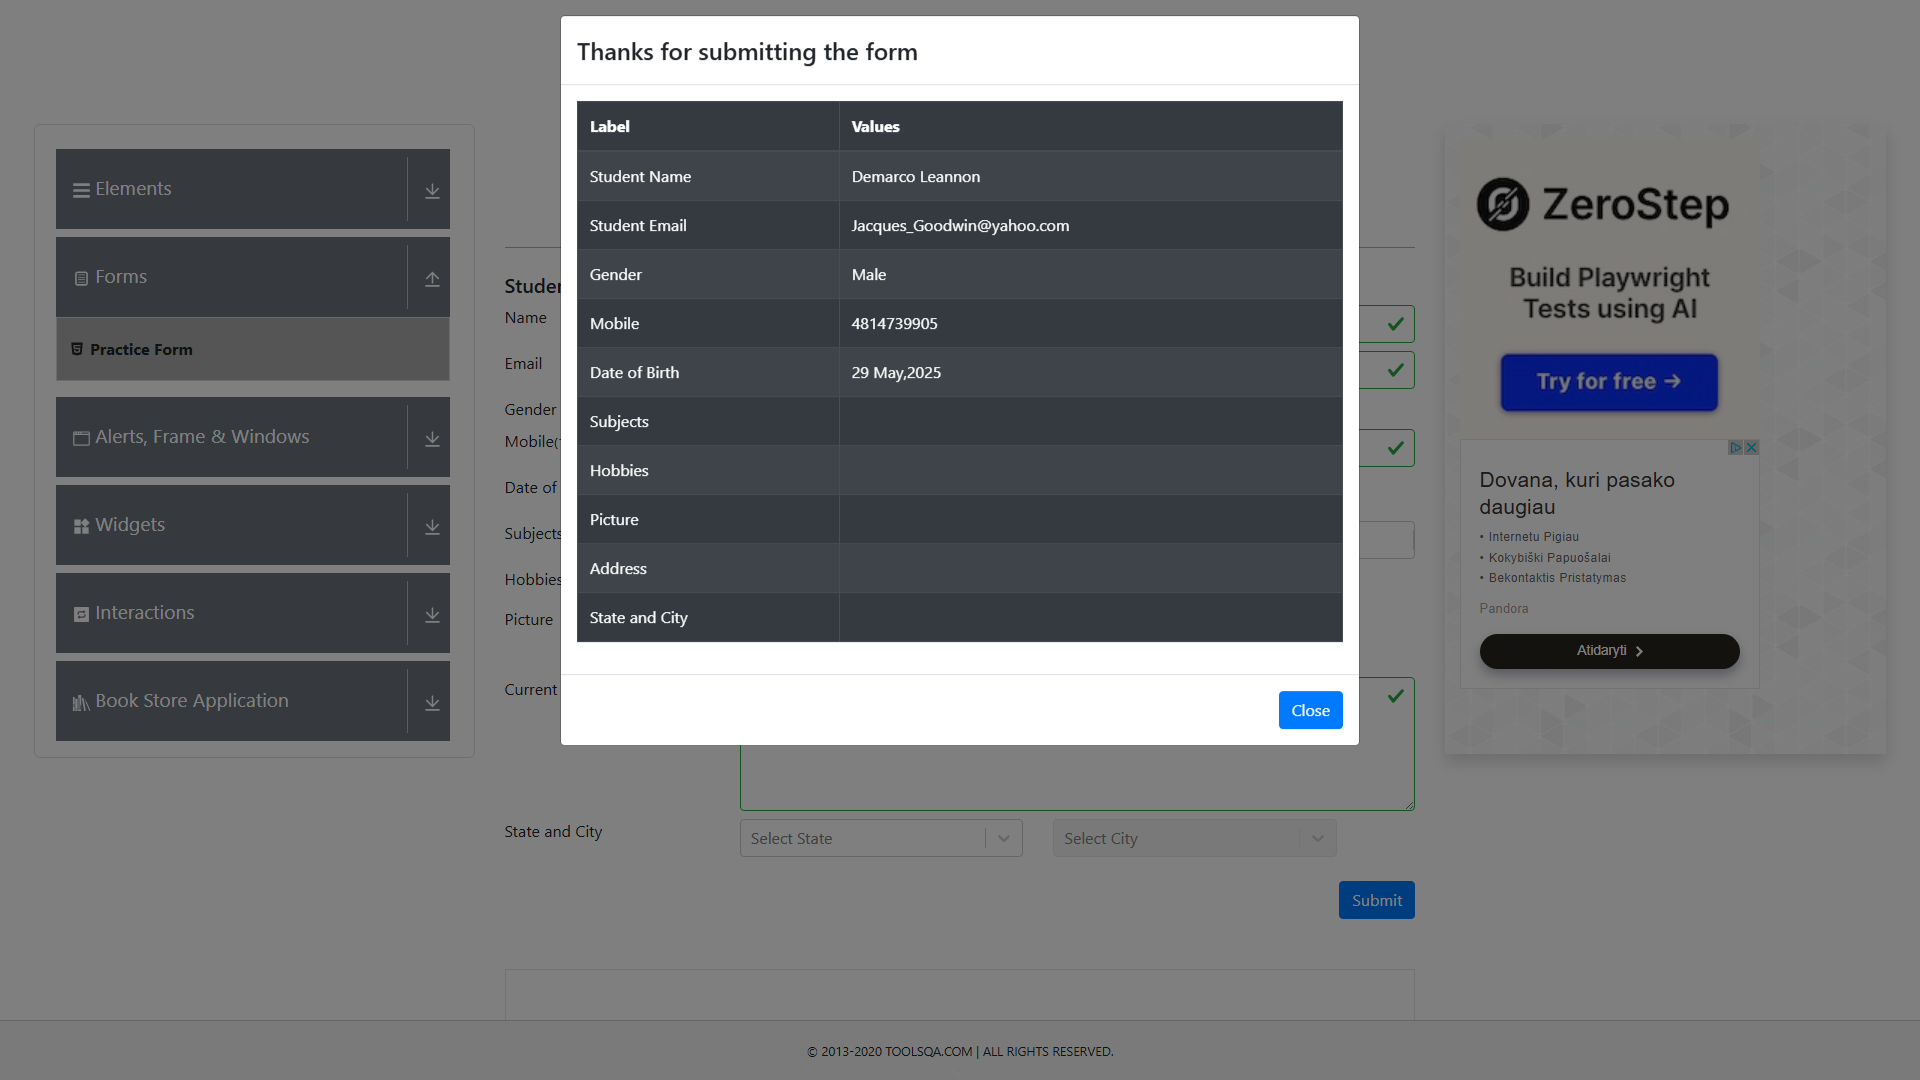 Thanks for submitting the form
Label Values
Student Name Demarco Leannon
Student Email Jacques_Goodwin@yahoo.com
Gender Male
Mobile 4814739905
Date of Birth 29 May,2025
Subjects
Hobbies
Picture
Address
State and City
Close
Elements
Forms
Practice Form
Alerts, Frame & Windows
Widgets
Interactions
Book Store Application
Name
Email
Gender
Mobile
Date of
Subjects
Hobbies
Picture
Current
State and City
Select State
Select City
Submit
ZeroStep
Build Playwright
Tests using AI
Try for free →
Dovana, kuri pasako
daugiau
• Internetu Pigiau
• Kokybiški Papuošalai
• Bekontaktis Pristatymas
Pandora
Atidaryti >
© 2013-2020 TOOLSQA.COM | ALL RIGHTS RESERVED.